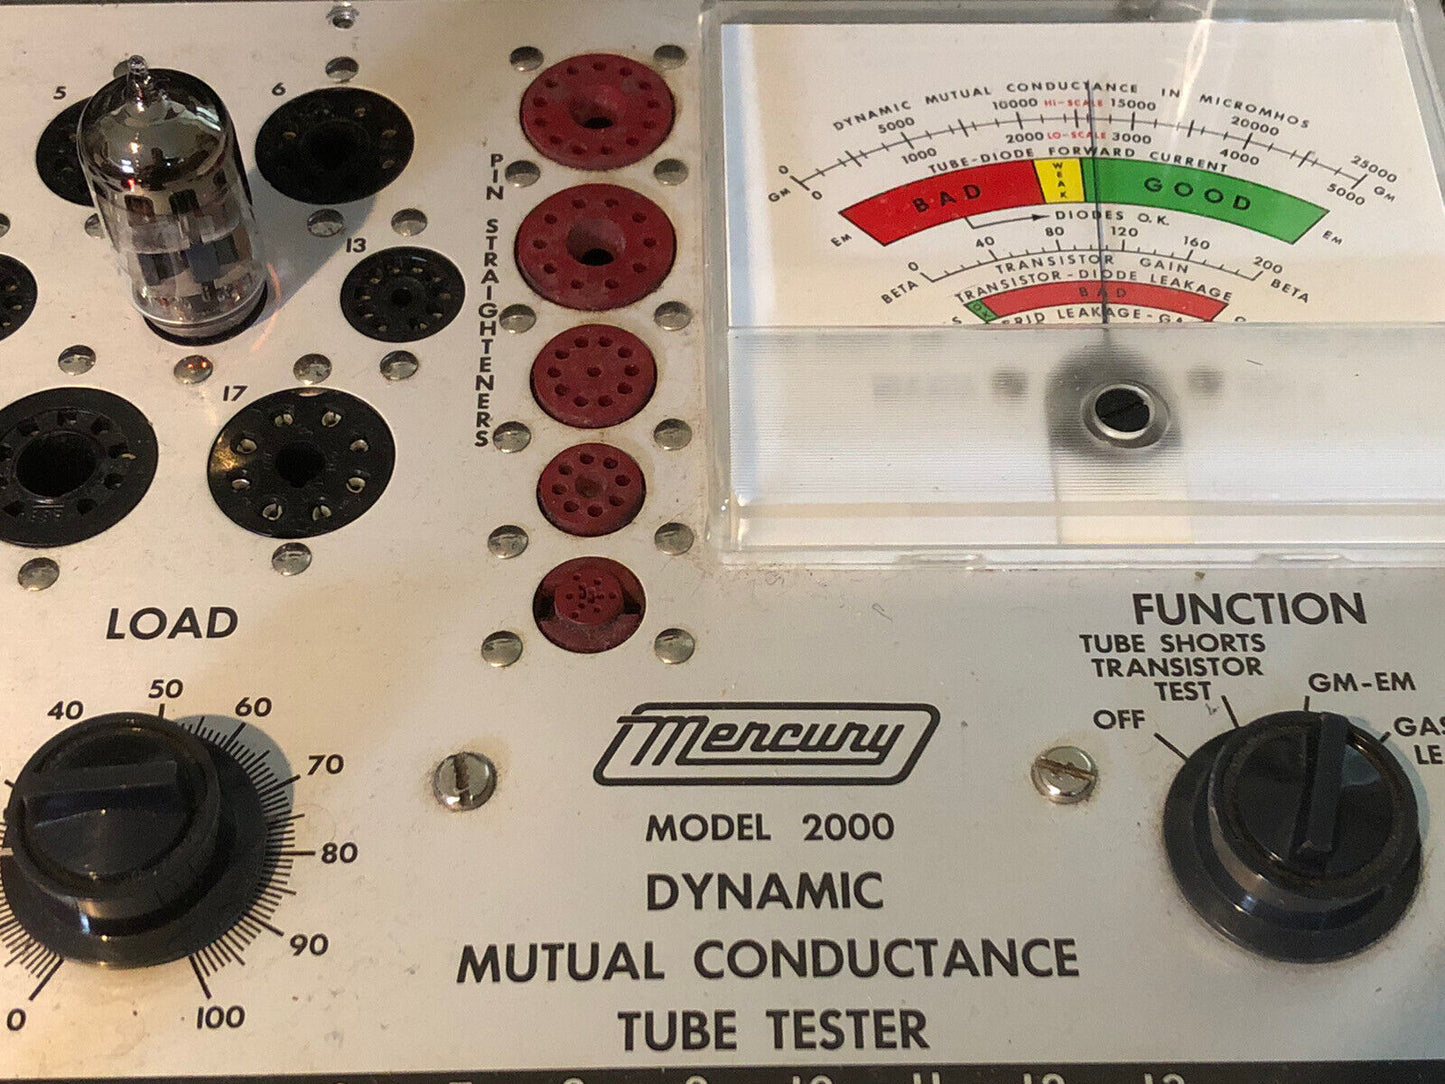 5
6
13
17
PIN STRAIGHTENERS
DYNAMIC MUTUAL CONDUCTANCE IN MICROMHOS
0 5000 10000 HI-SCALE 15000 20000 25000
GM 0 1000 2000 LO-SCALE 3000 4000 5000 GM
TUBE-DIODE FORWARD CURRENT
EM BAD WEAK GOOD EM
DIODES O.K.
BETA 0 40 80 120 160 200 BETA
TRANSISTOR GAIN
TRANSISTOR-DIODE LEAKAGE
BAD
LOAD
0 40 50 60 70 80 90 100
FUNCTION
OFF
TUBE SHORTS
TRANSISTOR
TEST
GM-EM
GAS
LE
Mercury
MODEL 2000
DYNAMIC
MUTUAL CONDUCTANCE
TUBE TESTER